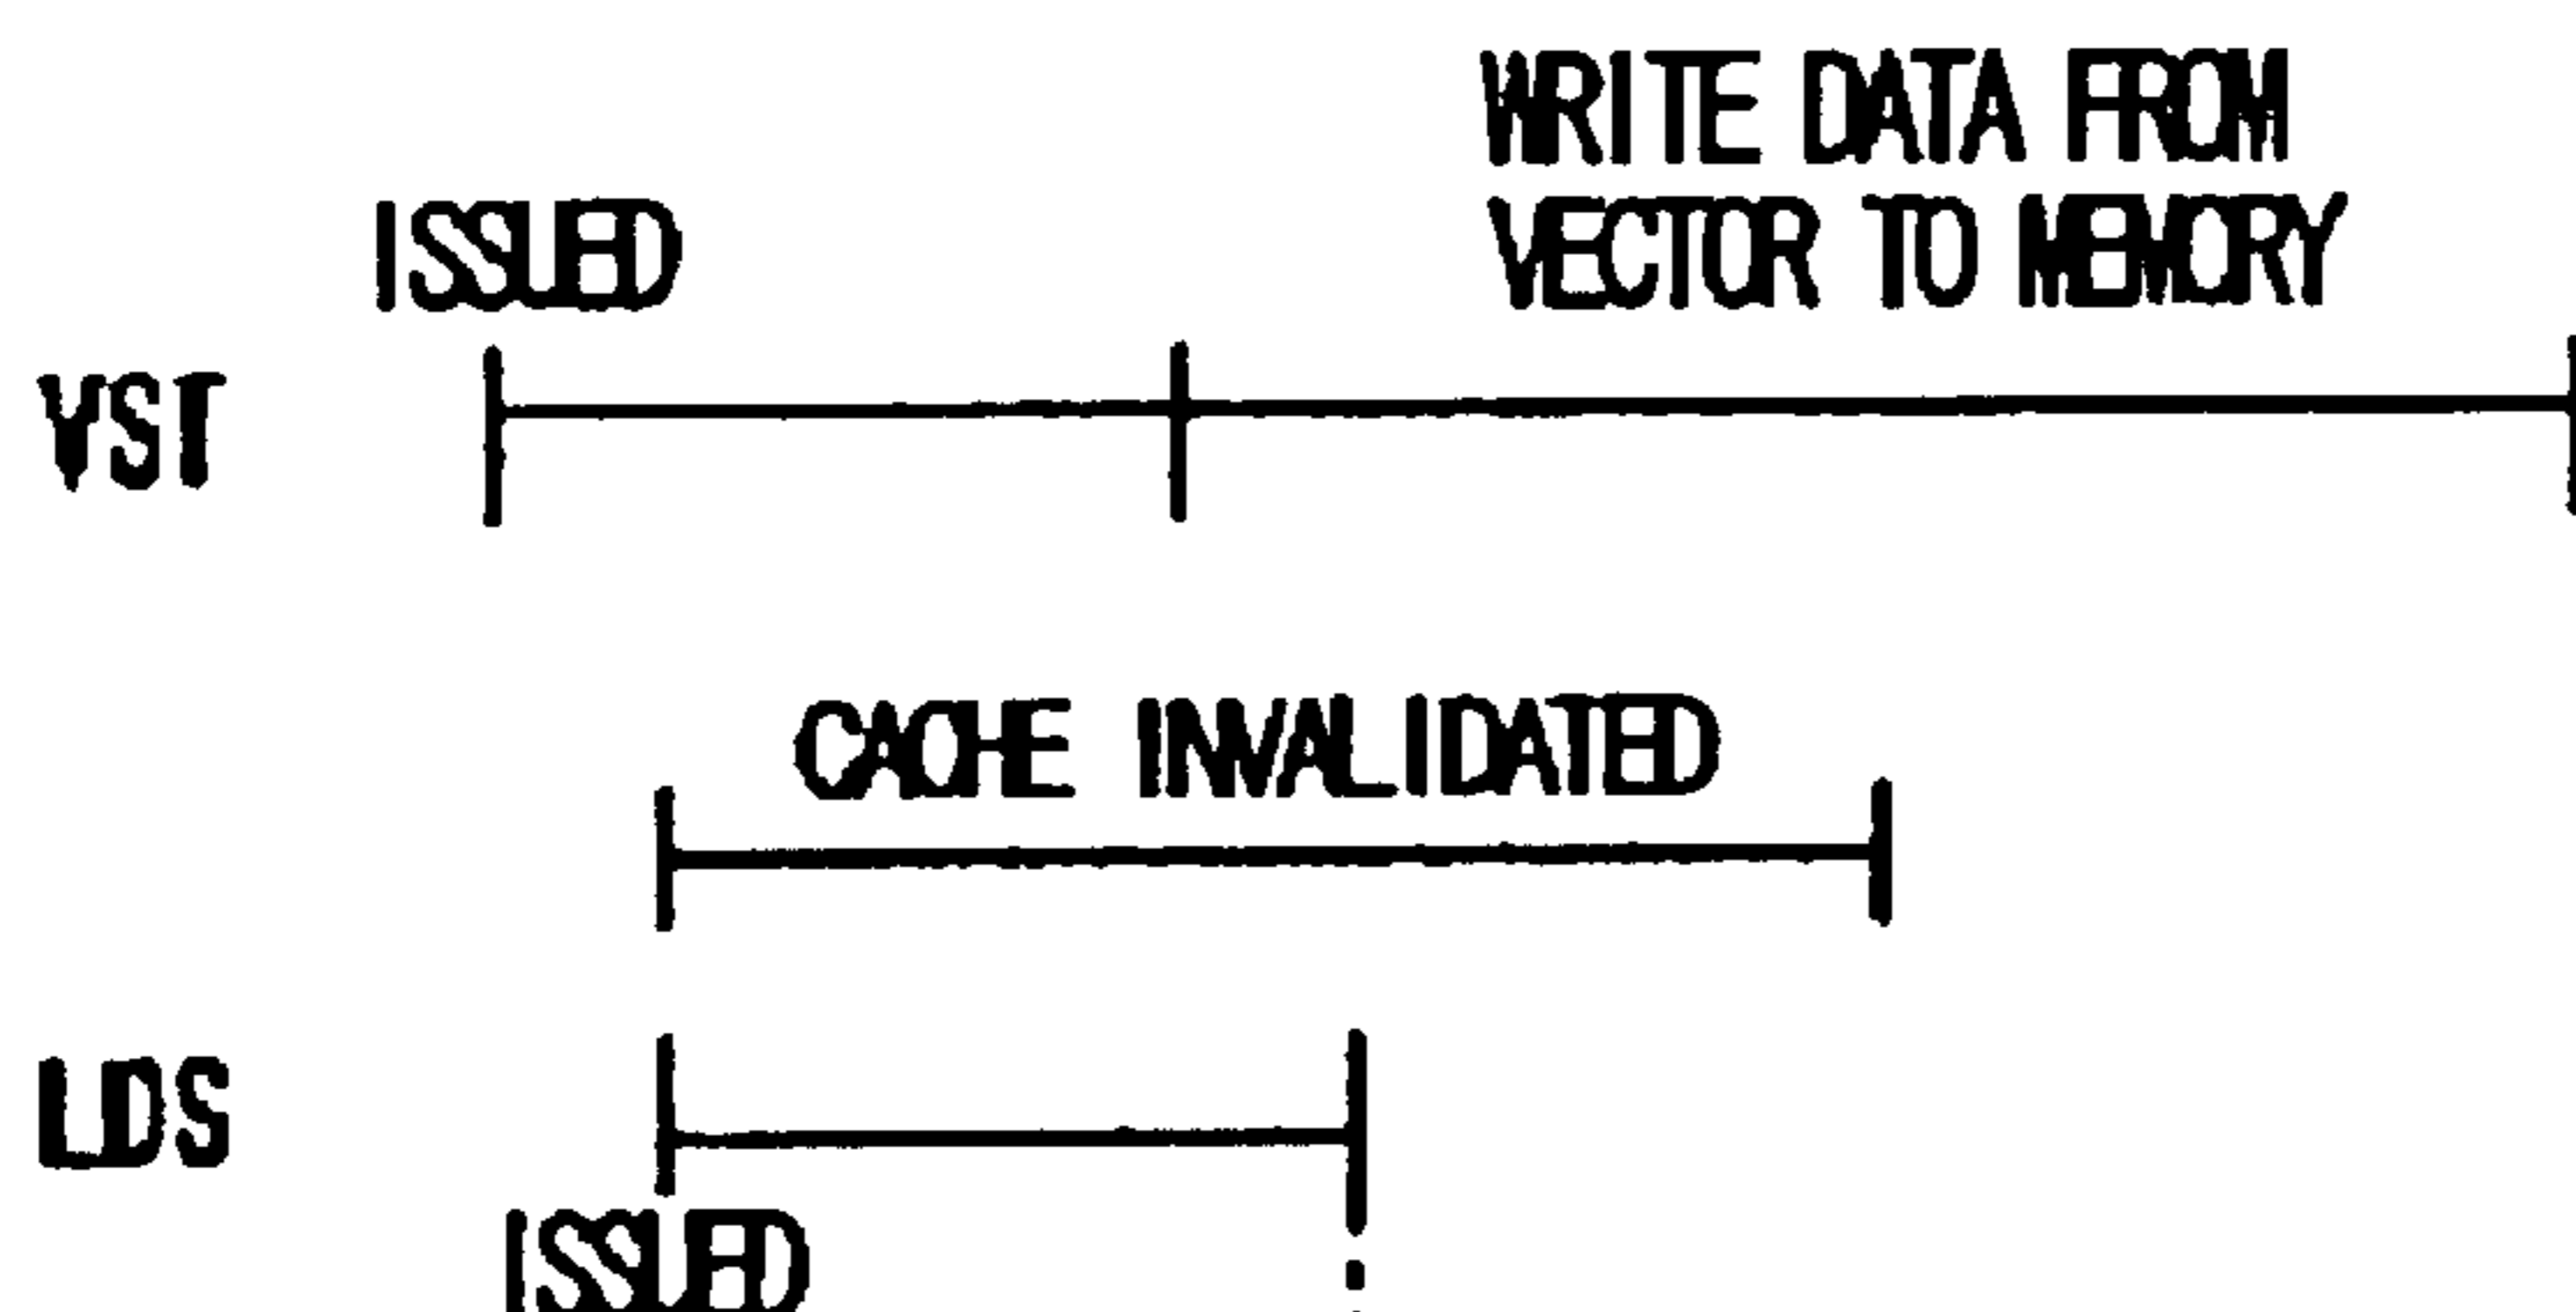 WRITE DATA FROM
VECTOR TO MEMORY
ISSUED
VST
CACHE INVALIDATED
LDS
ISSUED